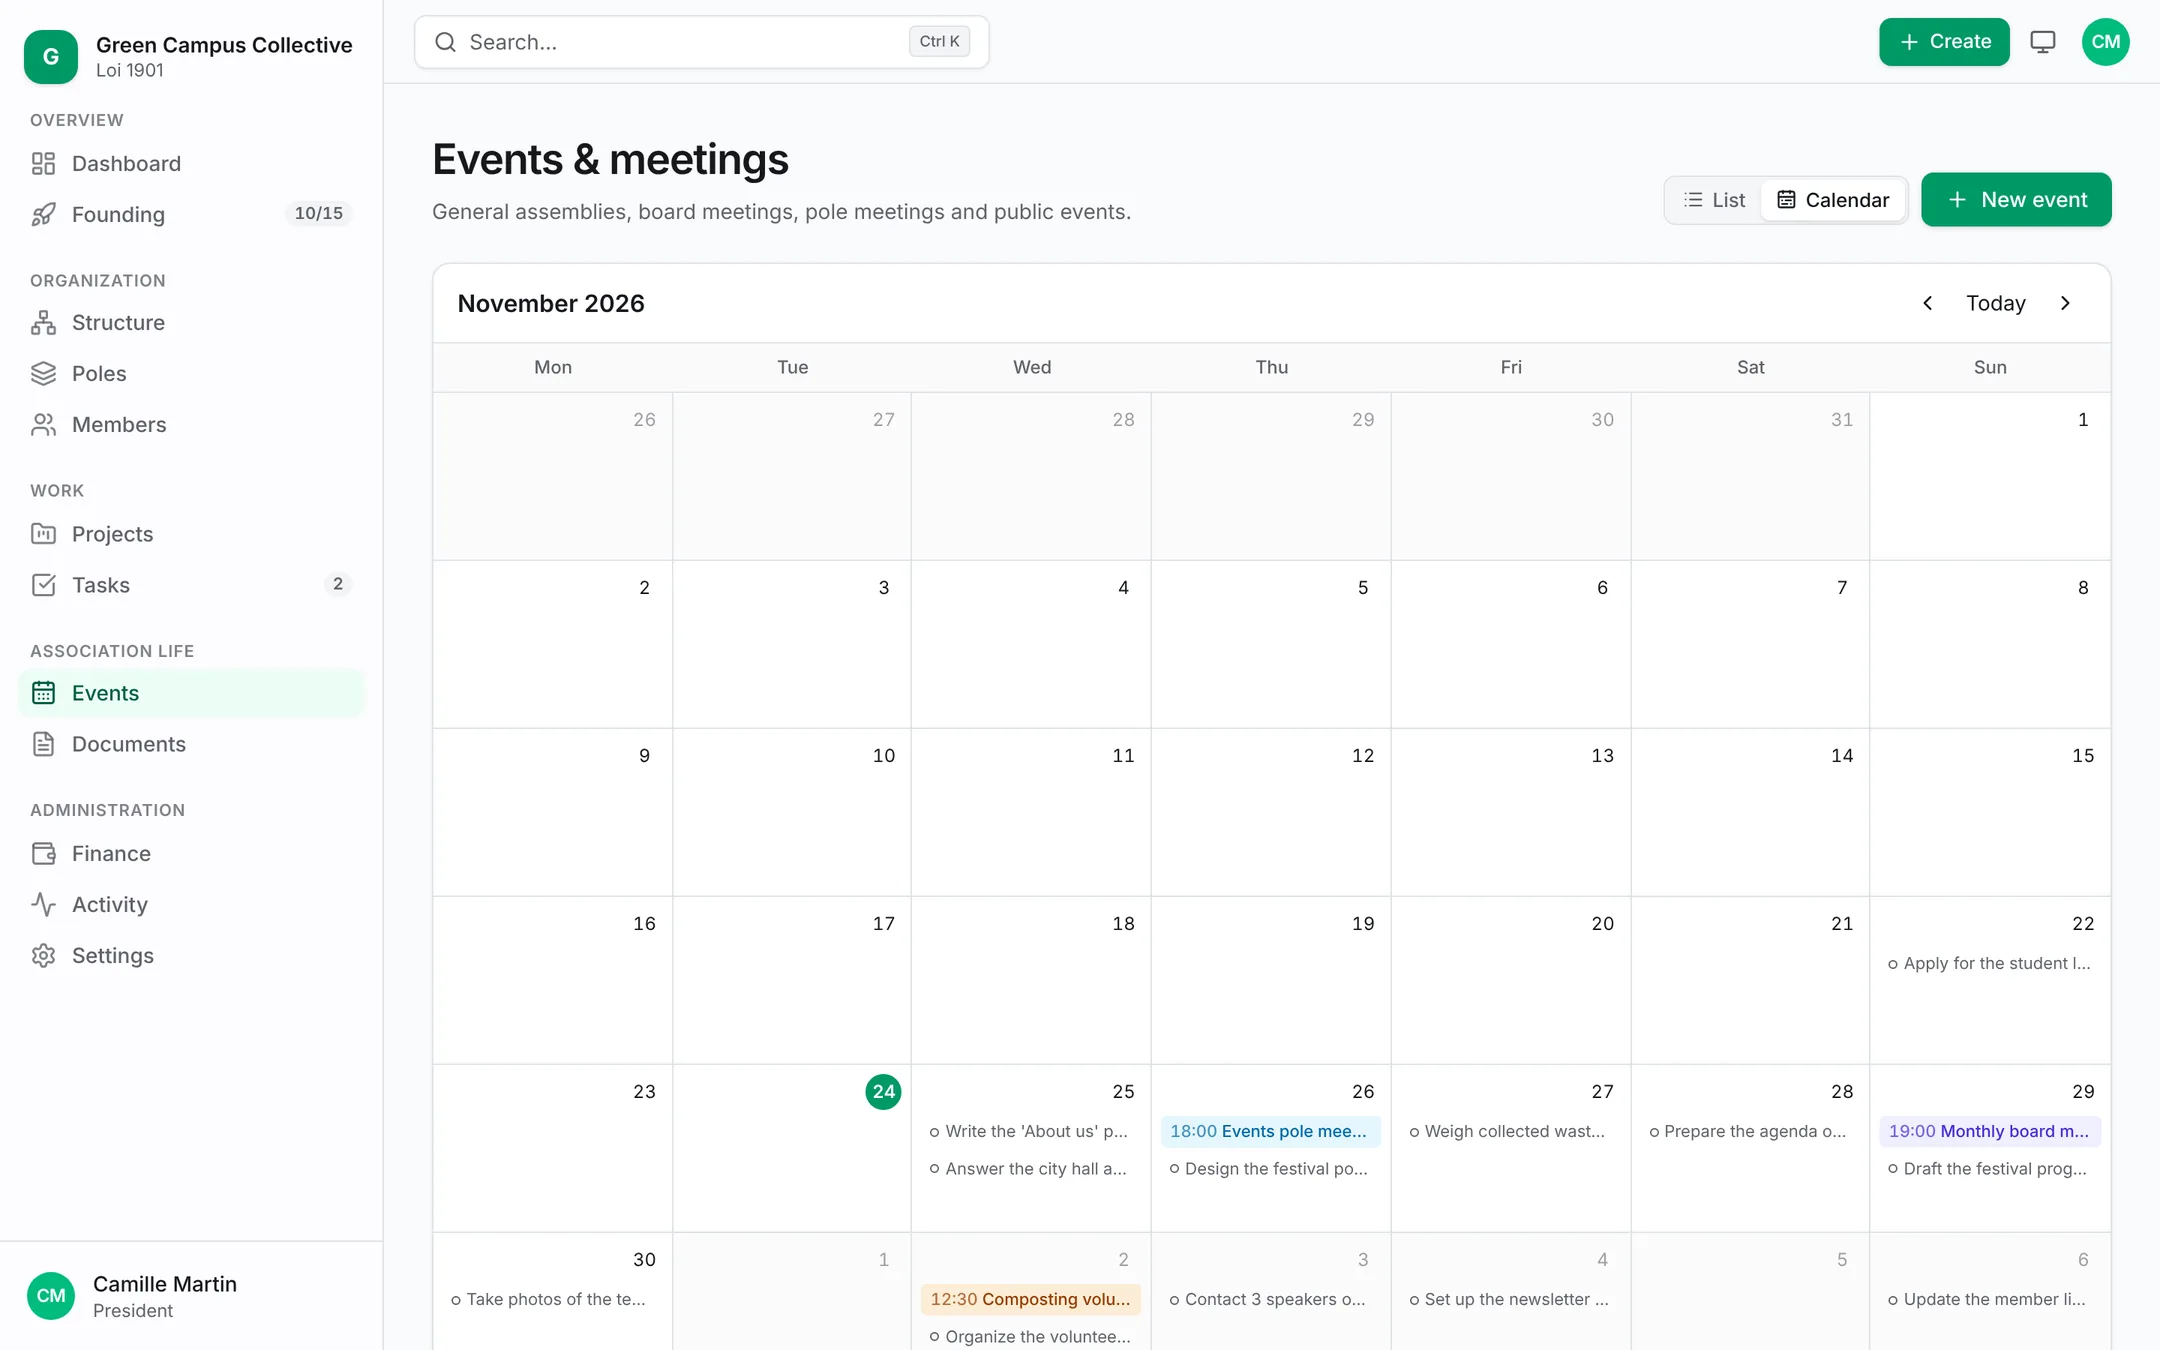 G
Green Campus Collective
Loi 1901
OVERVIEW
Dashboard
Founding 10/15
ORGANIZATION
Structure
Poles
Members
WORK
Projects
Tasks 2
ASSOCIATION LIFE
Events
Documents
ADMINISTRATION
Finance
Activity
Settings
CM
Camille Martin
President
Search... Ctrl K
+ Create
CM
Events & meetings
General assemblies, board meetings, pole meetings and public events.
List
Calendar
+ New event
November 2026
Today
Mon Tue Wed Thu Fri Sat Sun
26 27 28 29 30 31 1
2 3 4 5 6 7 8
9 10 11 12 13 14 15
16 17 18 19 20 21 22
Apply for the student l...
23 24 25 26 27 28 29
Write the 'About us' p... 18:00 Events pole mee... Weigh collected wast... Prepare the agenda o... 19:00 Monthly board m...
Answer the city hall a... Design the festival po... Draft the festival prog...
30 1 2 3 4 5 6
Take photos of the te... 12:30 Composting volu... Contact 3 speakers o... Set up the newsletter ... Update the member li...
Organize the voluntee...